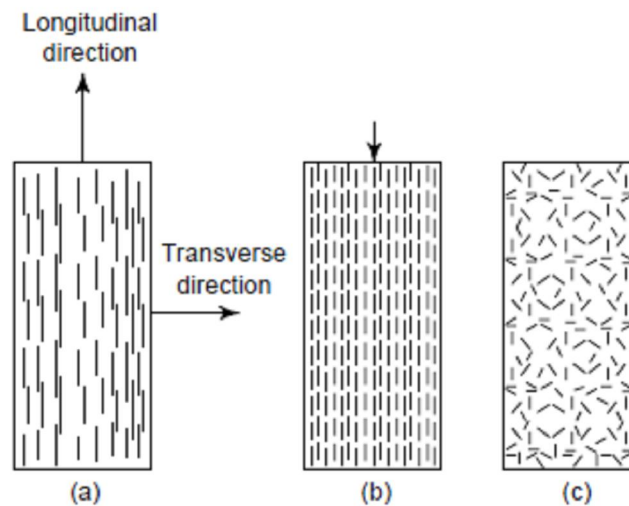 Longitudinal
direction
Transverse
direction
(a)
(b)
(c)